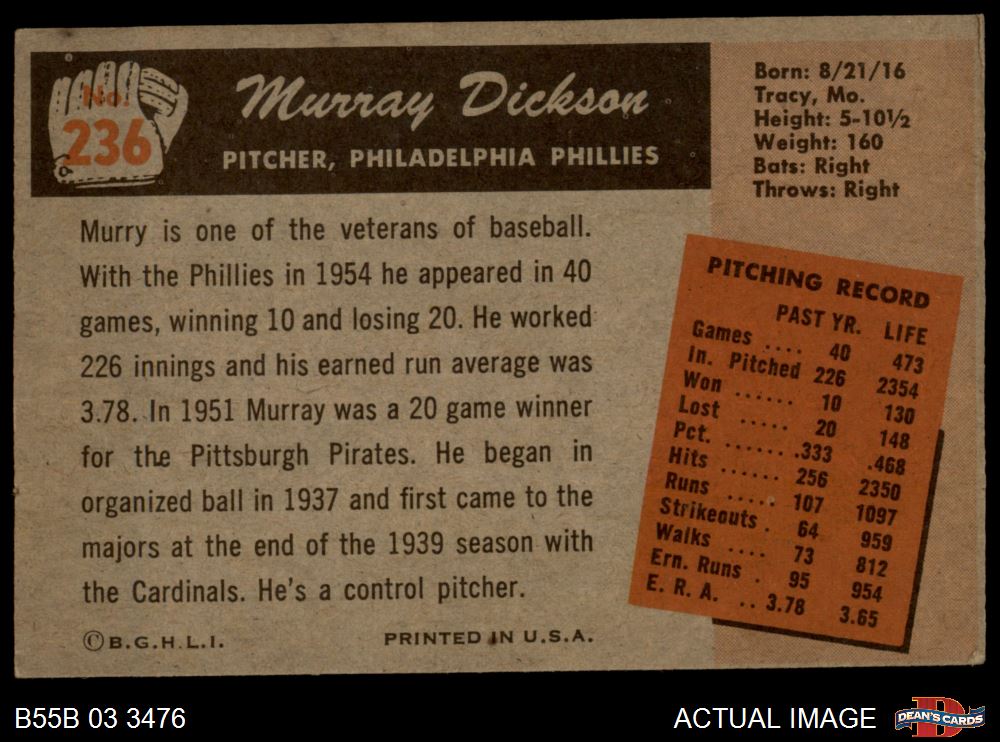 No.
236
Murray Dickson
PITCHER, PHILADELPHIA PHILLIES
Born: 8/21/16
Tracy, Mo.
Height: 5-10½
Weight: 160
Bats: Right
Throws: Right
Murry is one of the veterans of baseball.
With the Phillies in 1954 he appeared in 40
games, winning 10 and losing 20. He worked
226 innings and his earned run average was
3.78. In 1951 Murray was a 20 game winner
for the Pittsburgh Pirates. He began in
organized ball in 1937 and first came to the
majors at the end of the 1939 season with
the Cardinals. He's a control pitcher.
©B.G.H.L.I. PRINTED IN U.S.A.
PITCHING RECORD
PAST YR. LIFE
Games .... 40 473
In. Pitched 226 2354
Won ...... 10 130
Lost ..... 20 148
Pct. ....... .333 .468
Hits ...... 256 2350
Runs .... 107 1097
Strikeouts . 64 959
Walks .... 73 812
Ern. Runs . 95 954
E. R. A. .. 3.78 3.65
B55B 03 3476
ACTUAL IMAGE
D
DEAN'S CARDS